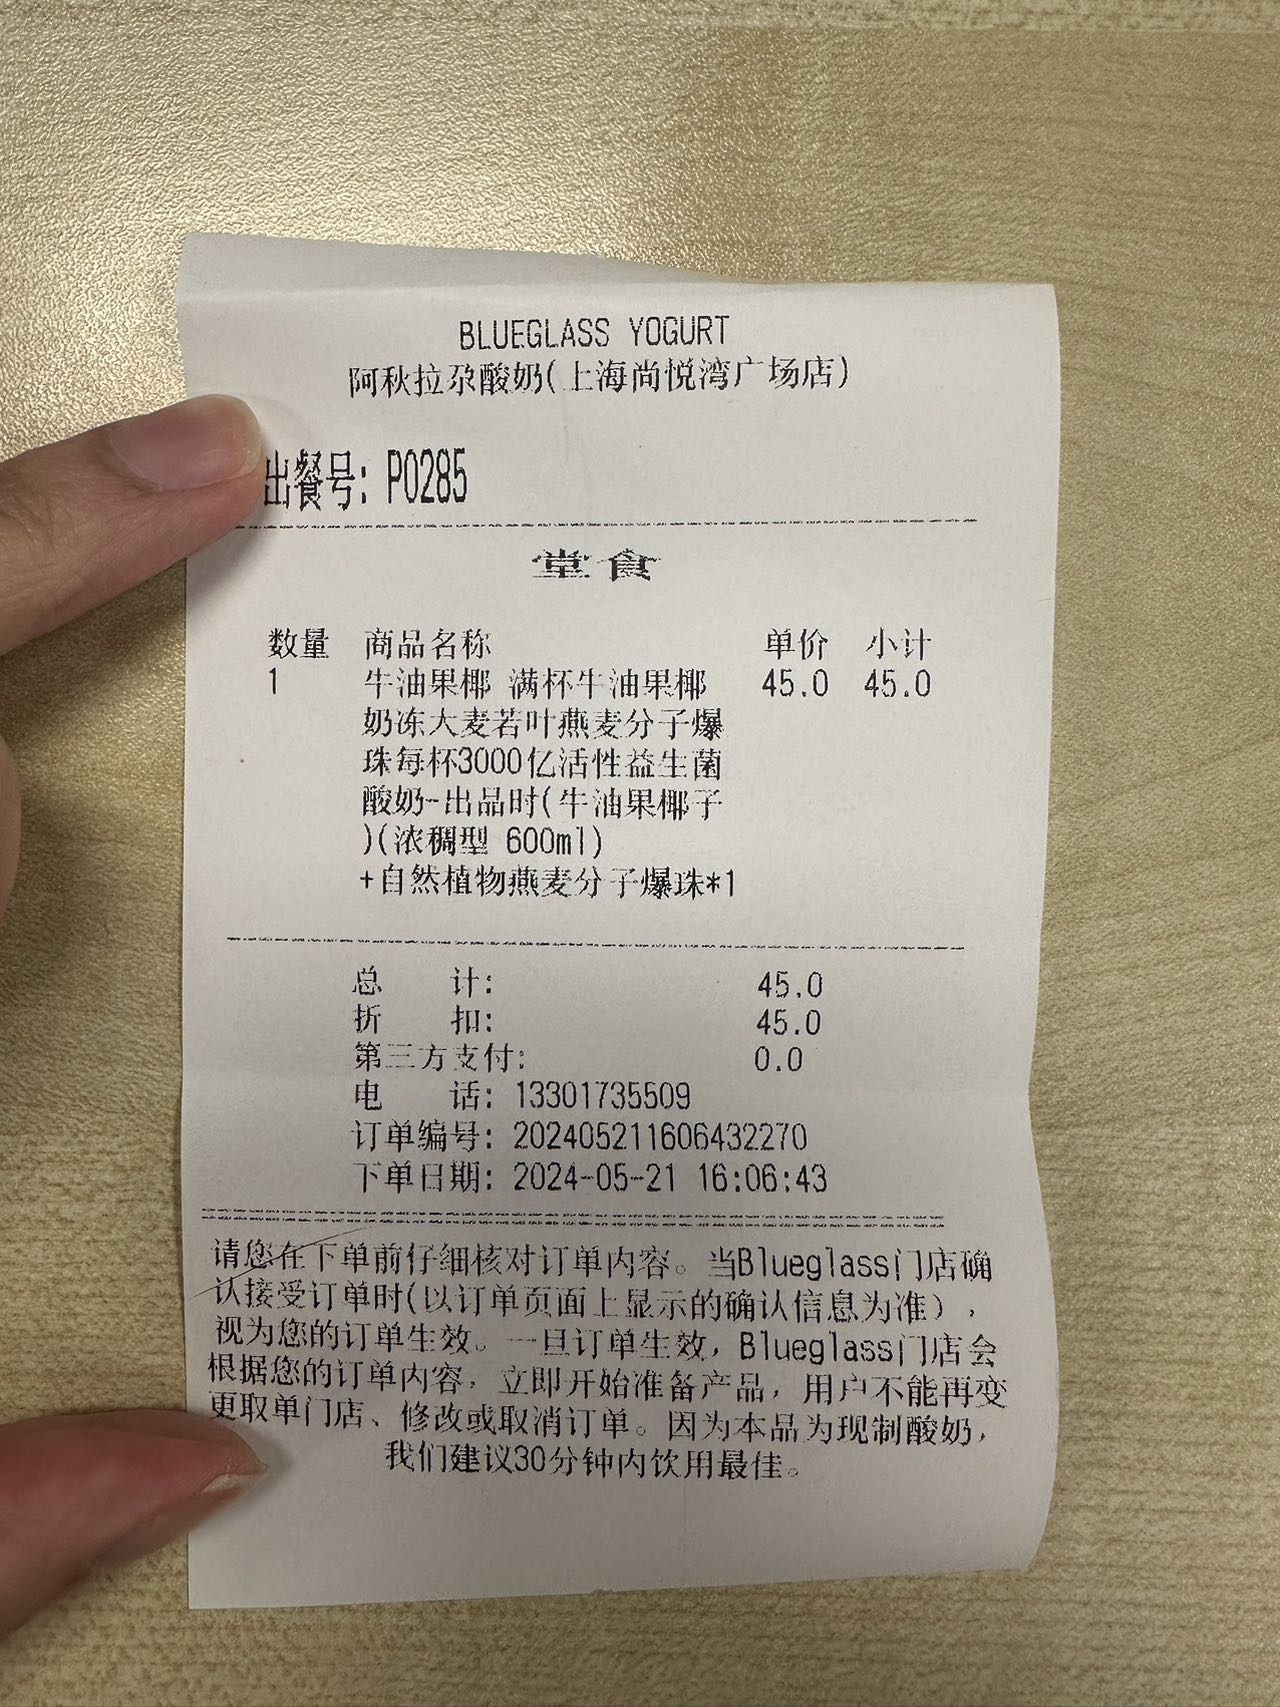 BLUEGLASS YOGURT
阿秋拉尕酸奶(上海尚悦湾广场店)
出餐号: P0285
堂食
数量 商品名称 单价 小计
1 牛油果椰 满杯牛油果椰 45.0 45.0
奶冻大麦若叶燕麦分子爆
珠每杯3000亿活性益生菌
酸奶-出品时(牛油果椰子
)(浓稠型 600ml)
+自然植物燕麦分子爆珠*1
总 计: 45.0
折 扣: 45.0
第三方支付: 0.0
电 话: 13301735509
订单编号: 202405211606432270
下单日期: 2024-05-21 16:06:43
请您在下单前仔细核对订单内容。当Blueglass门店确
认接受订单时(以订单页面上显示的确认信息为准),
视为您的订单生效。一旦订单生效, Blueglass门店会
根据您的订单内容, 立即开始准备产品, 用户不能再变
更取单门店、修改或取消订单。因为本品为现制酸奶,
我们建议30分钟内饮用最佳。